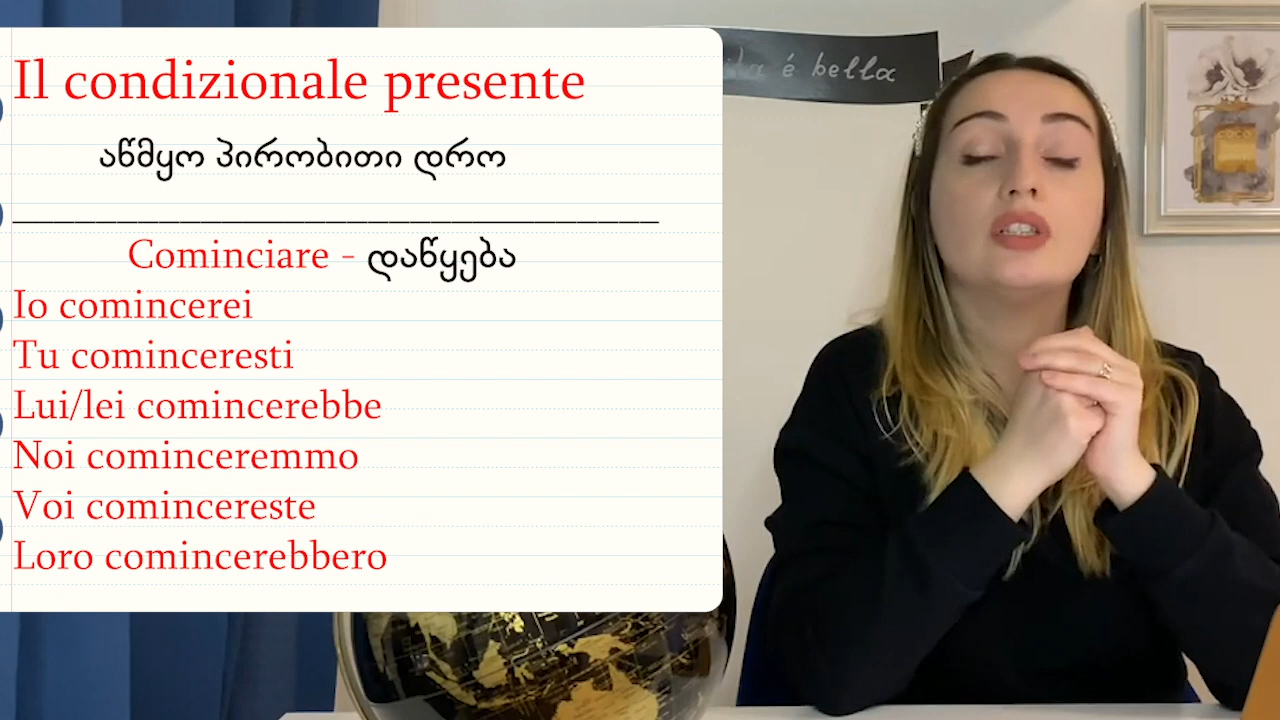 Il condizionale presente
აწმყო პირობითი დრო
Cominciare - დაწყება
Io comincerei
Tu cominceresti
Lui/lei comincerebbe
Noi cominceremmo
Voi comincereste
Loro comincerebbero
é bella
COCO